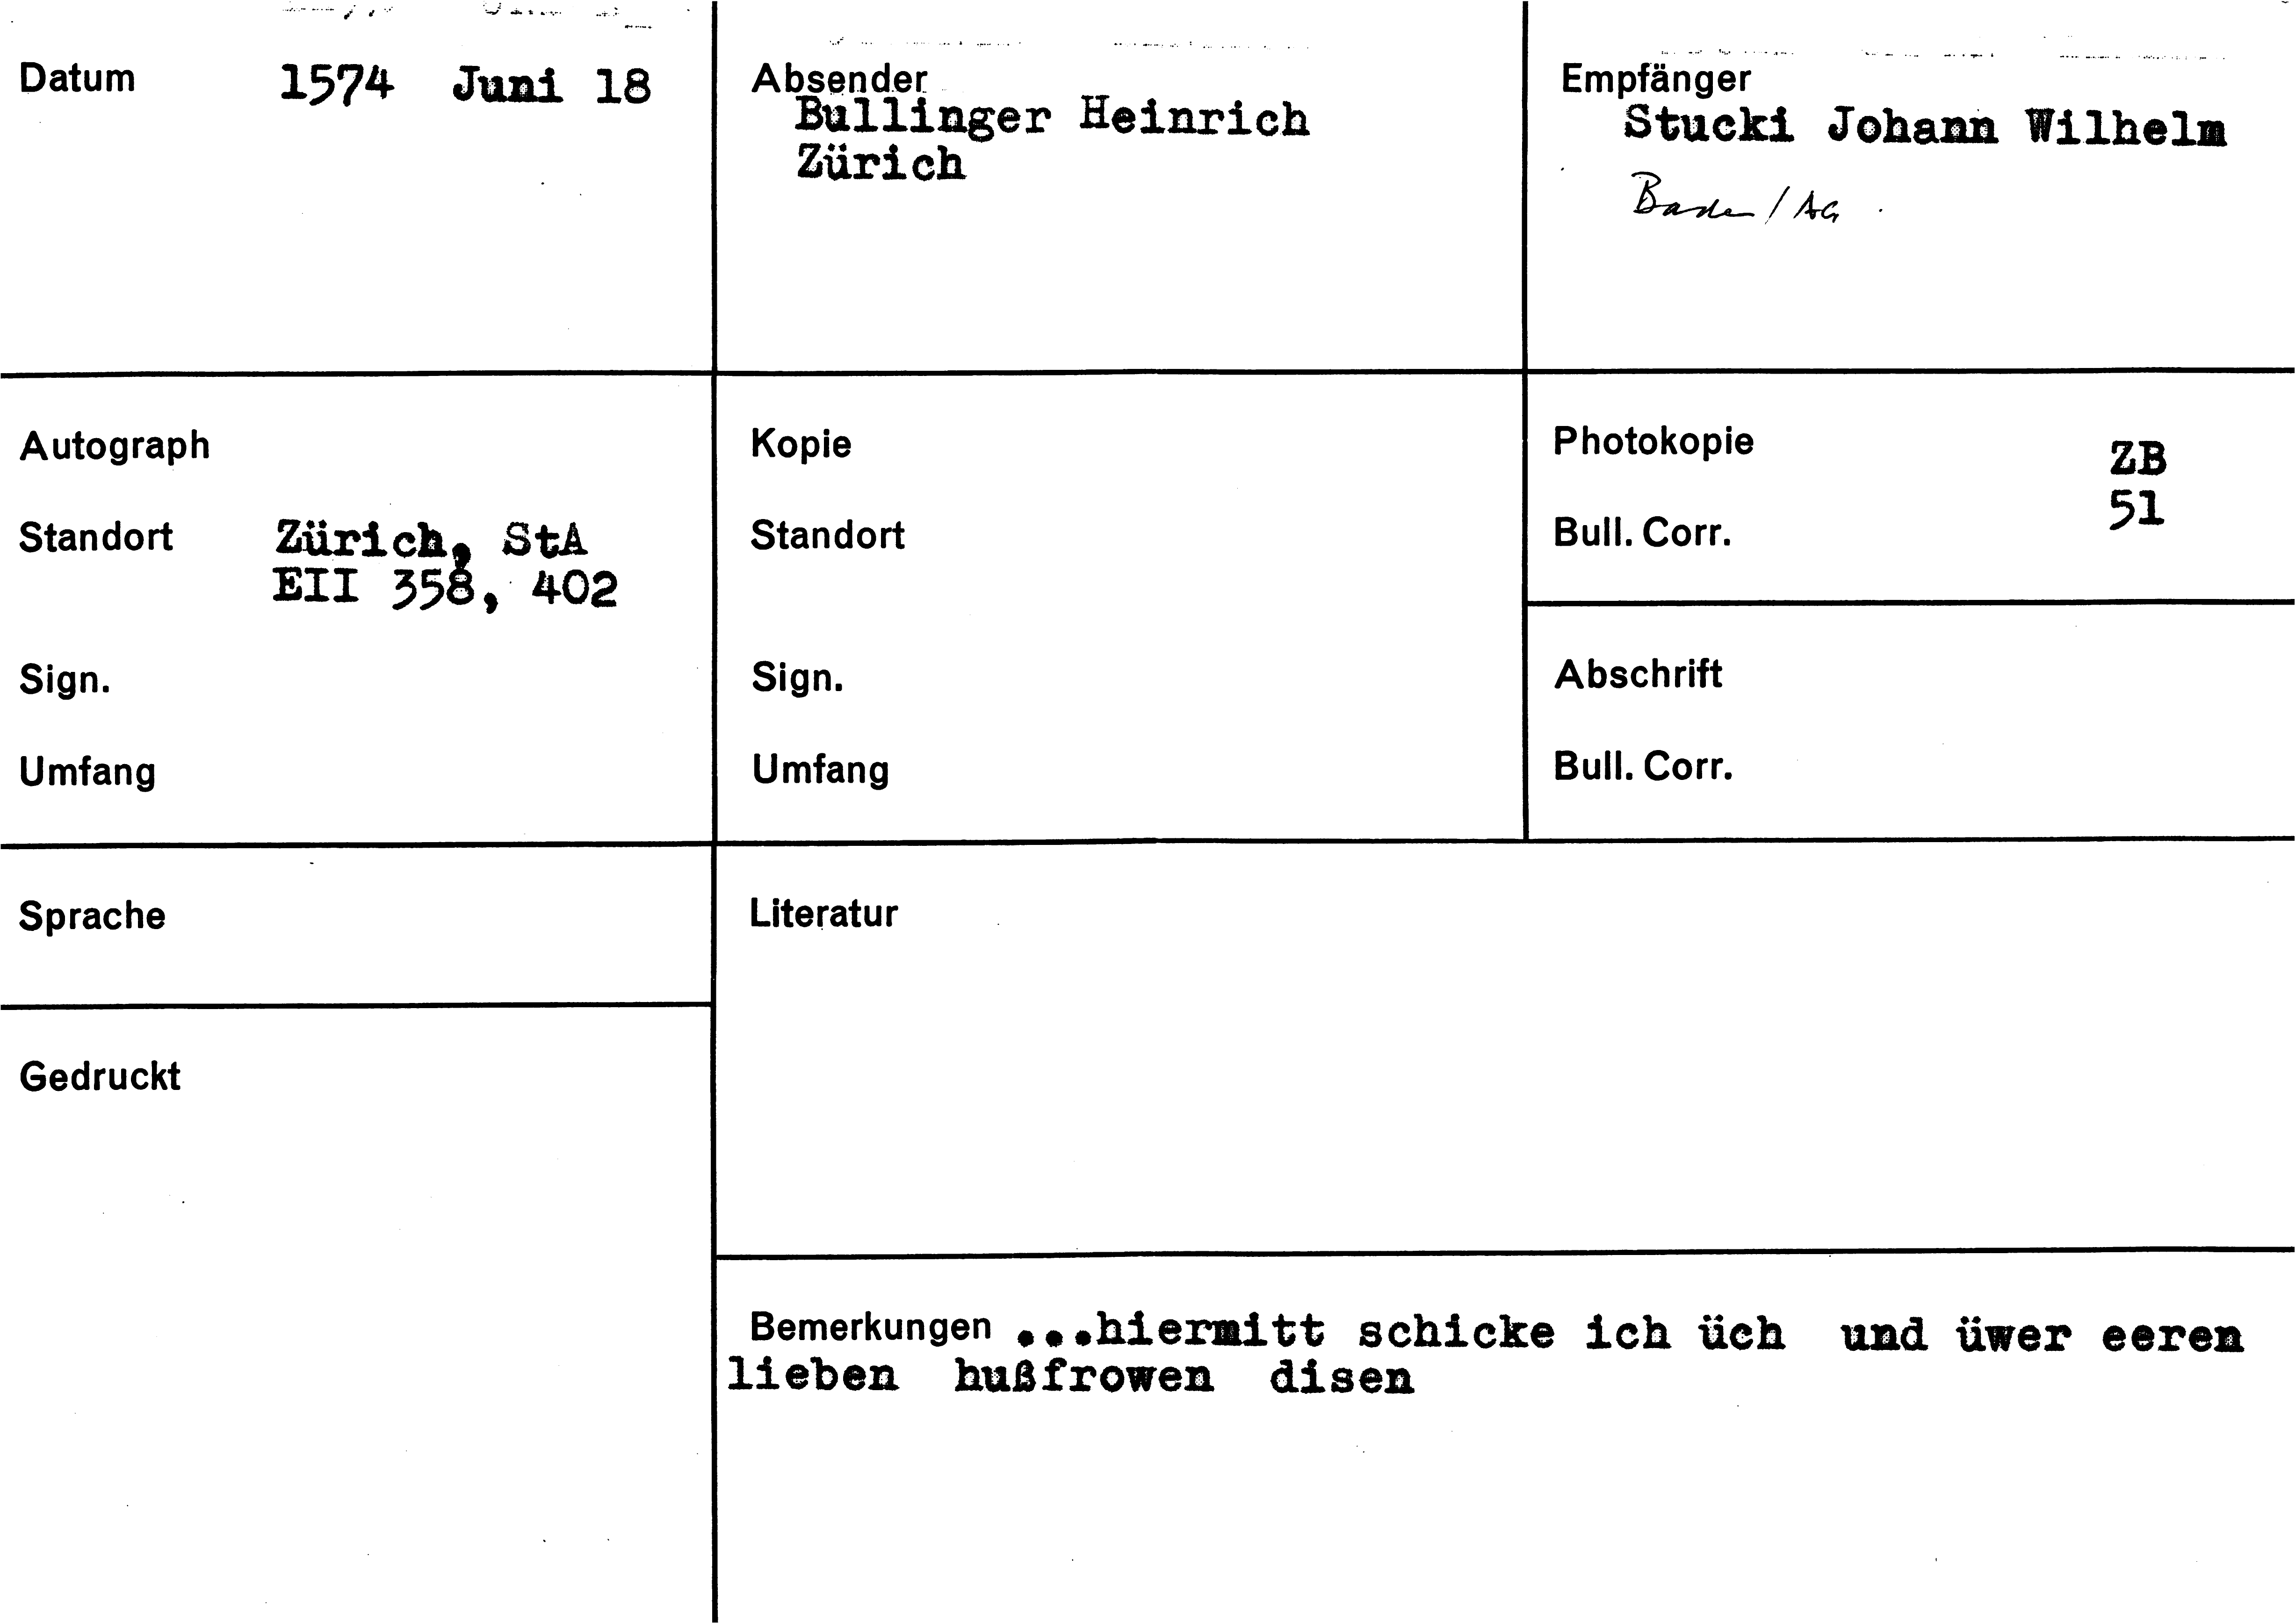 Datum 1574 Juni 18
Absender
Bullinger Heinrich
Zürich
Empfänger
Stucki Johann Wilhelm
Baden / AG
Autograph
Standort Zürich, StA
EII 358, 402
Sign.
Umfang
Kopie
Standort
Sign.
Umfang
Photokopie ZB
Bull. Corr. 51
Abschrift
Bull. Corr.
Sprache
Gedruckt
Literatur
Bemerkungen ...hiermitt schicke ich üch und üwer eeren
lieben hußfrowen disen